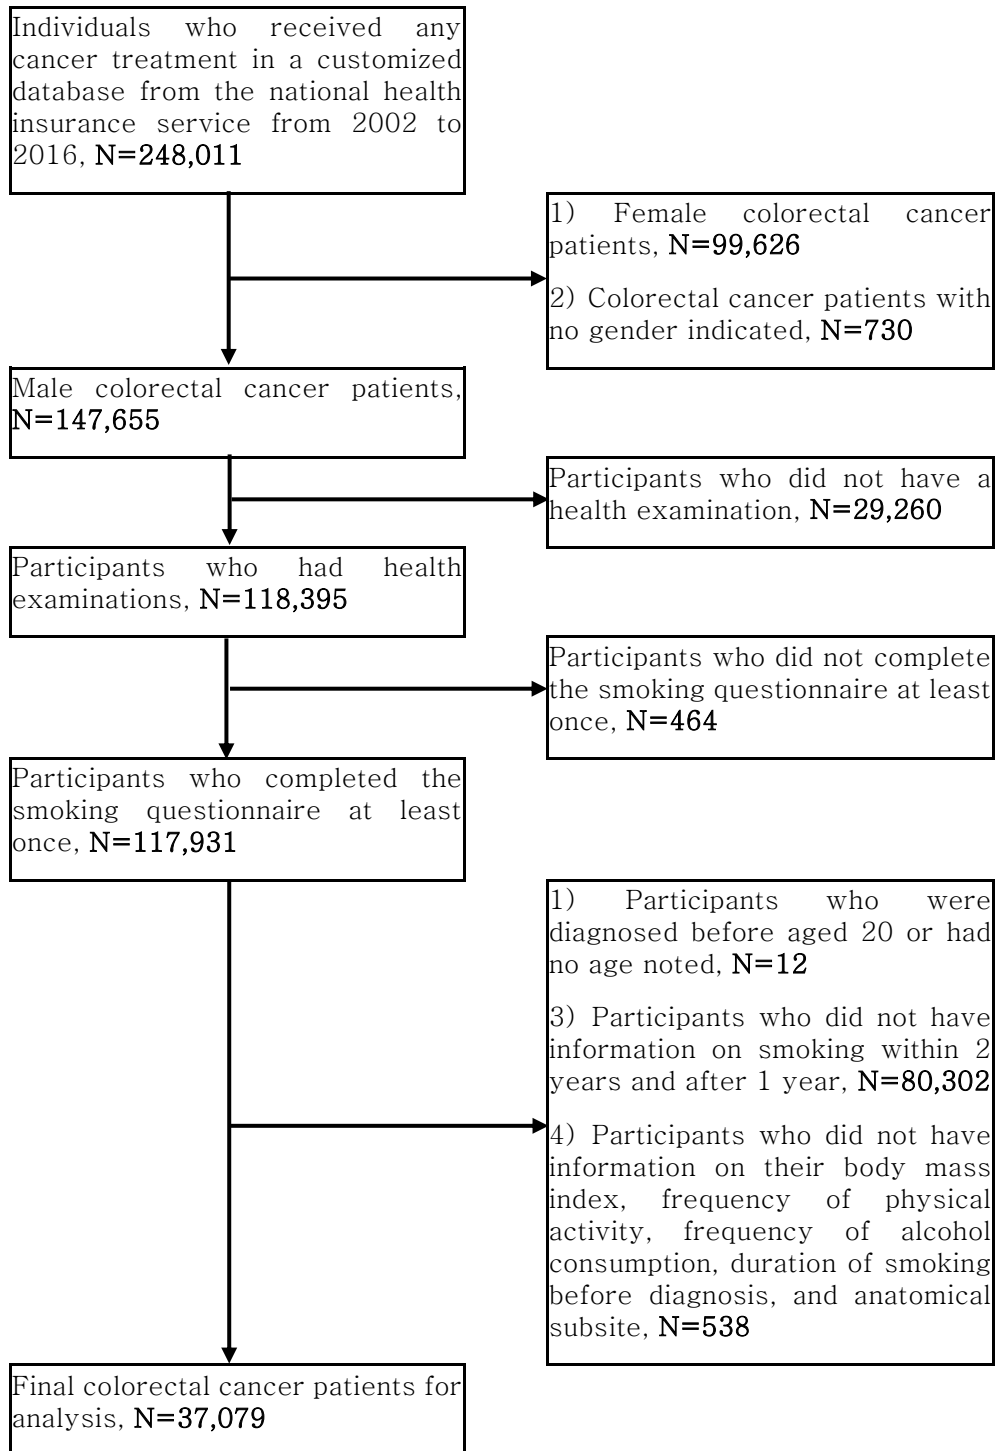 Individuals who received any
cancer treatment in a customized
database from the national health
insurance service from 2002 to
2016, N=248,011
1) Female colorectal cancer
patients, N=99,626
2) Colorectal cancer patients with
no gender indicated, N=730
Male colorectal cancer patients,
N=147,655
Participants who did not have a
health examination, N=29,260
Participants who had health
examinations, N=118,395
Participants who did not complete
the smoking questionnaire at least
once, N=464
Participants who completed the
smoking questionnaire at least
once, N=117,931
1) Participants who were
diagnosed before aged 20 or had
no age noted, N=12
3) Participants who did not have
information on smoking within 2
years and after 1 year, N=80,302
4) Participants who did not have
information on their body mass
index, frequency of physical
activity, frequency of alcohol
consumption, duration of smoking
before diagnosis, and anatomical
subsite, N=538
Final colorectal cancer patients for
analysis, N=37,079